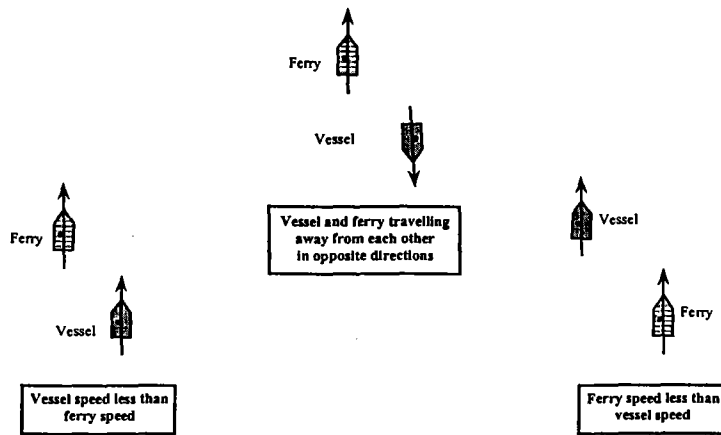 Ferry
Vessel
Vessel and ferry travelling
away from each other
in opposite directions
Ferry
Vessel
Vessel speed less than
ferry speed
Vessel
Ferry
Ferry speed less than
vessel speed